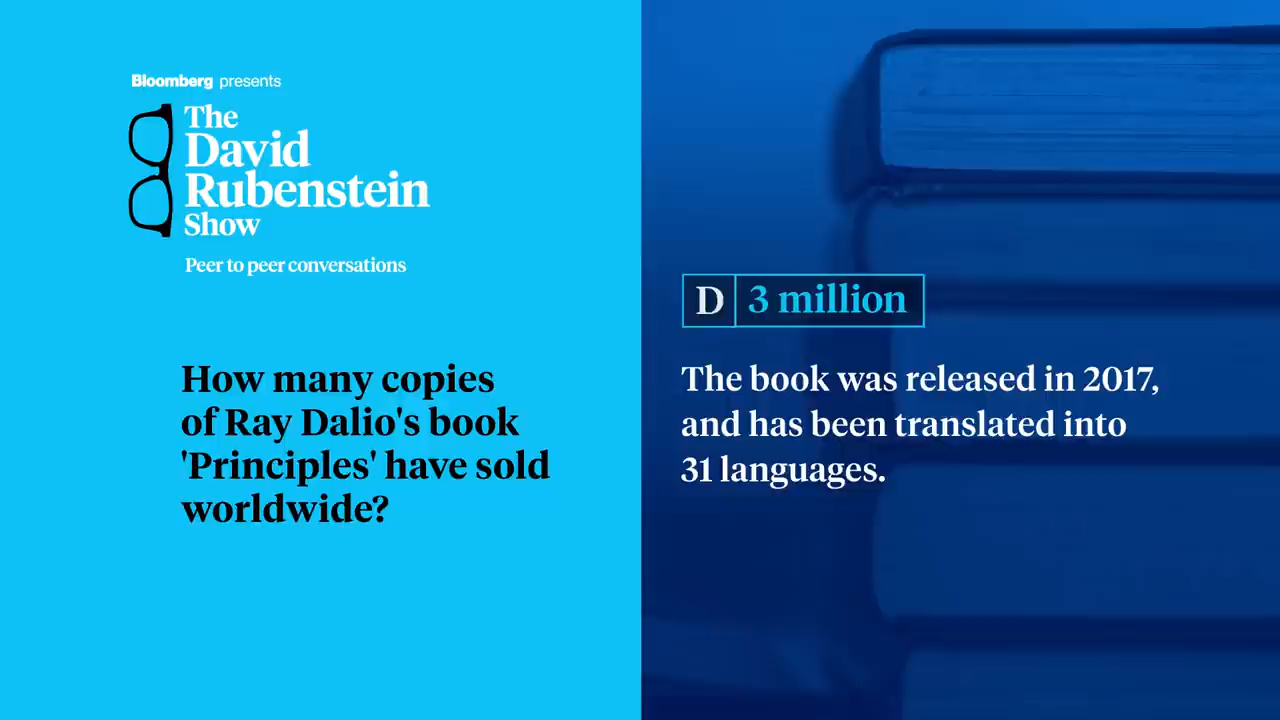 Bloomberg presents
The
David
Rubenstein
Show
Peer to peer conversations
How many copies
of Ray Dalio's book
'Principles' have sold
worldwide?
D 3 million
The book was released in 2017,
and has been translated into
31 languages.